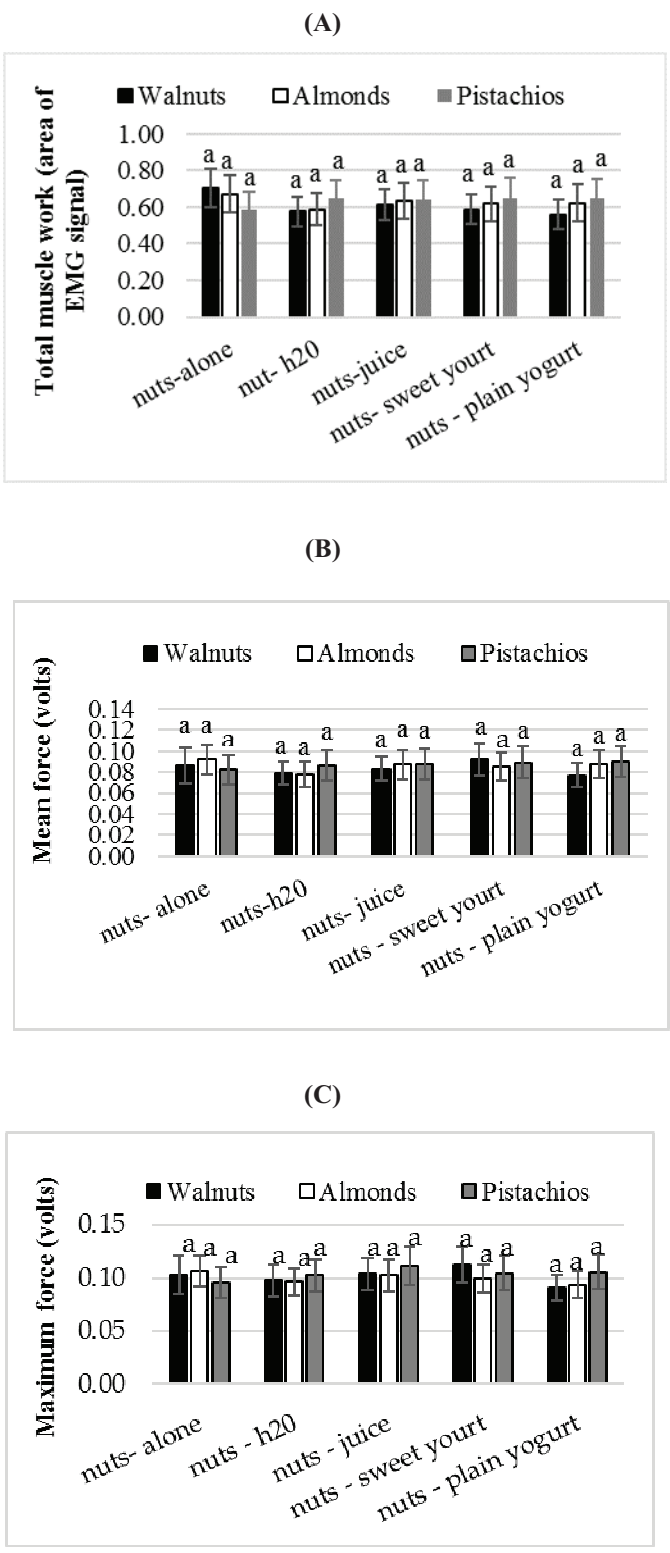 (A)
Total muscle work (area of
EMG signal)
Walnuts Almonds Pistachios
1.00
a a a a a a a a a a a a a a a
0.80
0.60
0.40
0.20
0.00
nuts-alone nut- h20 nuts-juice nuts- sweet yourt nuts - plain yogurt
(B)
Mean force (volts)
Walnuts Almonds Pistachios
0.14
a a a a a a a a a a a a a a a
0.12
0.10
0.08
0.06
0.04
0.02
0.00
nuts- alone nuts-h20 nuts- juice nuts - sweet yourt nuts - plain yogurt
(C)
Maximum force (volts)
Walnuts Almonds Pistachios
0.15
a a a a a a a a a a a a a a a
0.10
0.05
0.00
nuts- alone nuts - h20 nuts - juice nuts - sweet yourt nuts - plain yogurt